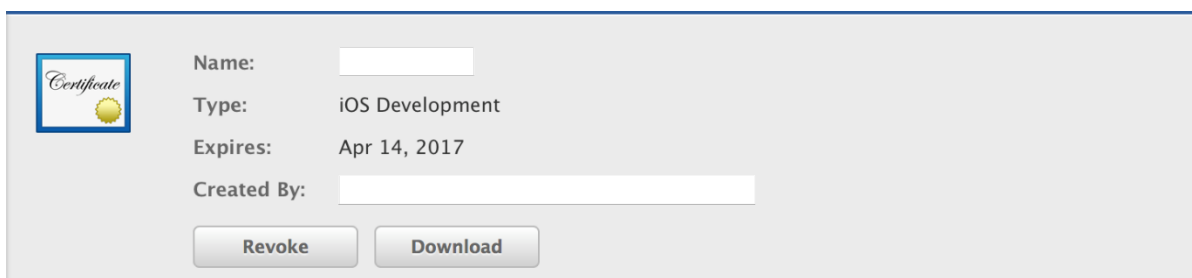 Certificate
Name:
Type: iOS Development
Expires: Apr 14, 2017
Created By:
Revoke Download